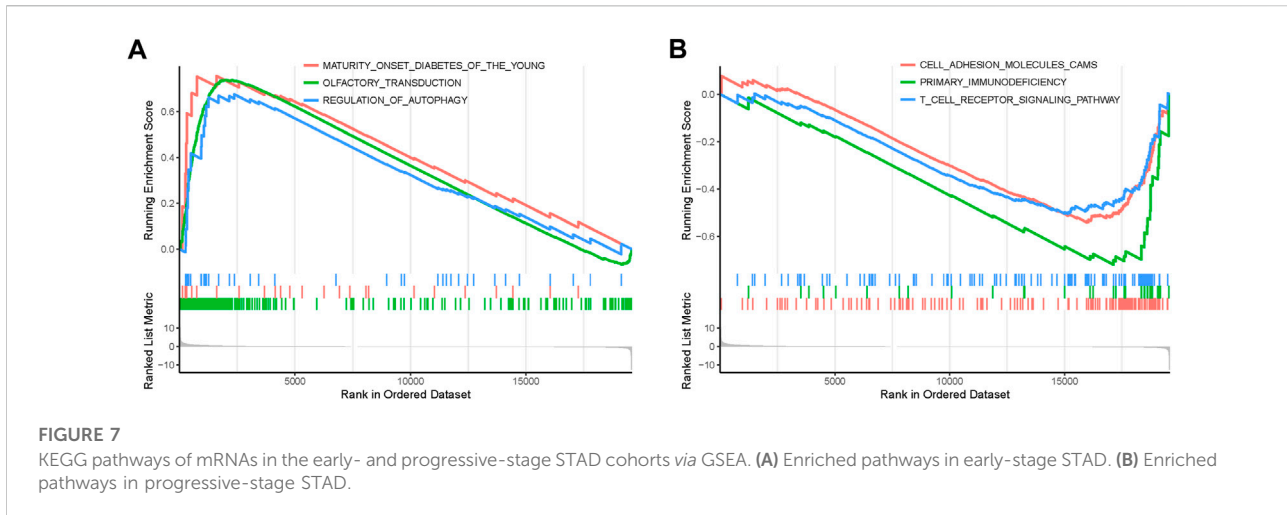 A
MATURITY_ONSET_DIABETES_OF_THE_YOUNG
OLFACTORY_TRANSDUCTION
REGULATION_OF_AUTOPHAGY
Running Enrichment Score
0.6
0.4
0.2
0.0
Ranked List Metric
10
0
−10
5000
10000
15000
Rank in Ordered Dataset
B
CELL_ADHESION_MOLECULES_CAMS
PRIMARY_IMMUNODEFICIENCY
T_CELL_RECEPTOR_SIGNALING_PATHWAY
Running Enrichment Score
0.0
−0.2
−0.4
−0.6
Ranked List Metric
10
0
−10
5000
10000
15000
Rank in Ordered Dataset
FIGURE 7
KEGG pathways of mRNAs in the early- and progressive-stage STAD cohorts via GSEA. (A) Enriched pathways in early-stage STAD. (B) Enriched
pathways in progressive-stage STAD.